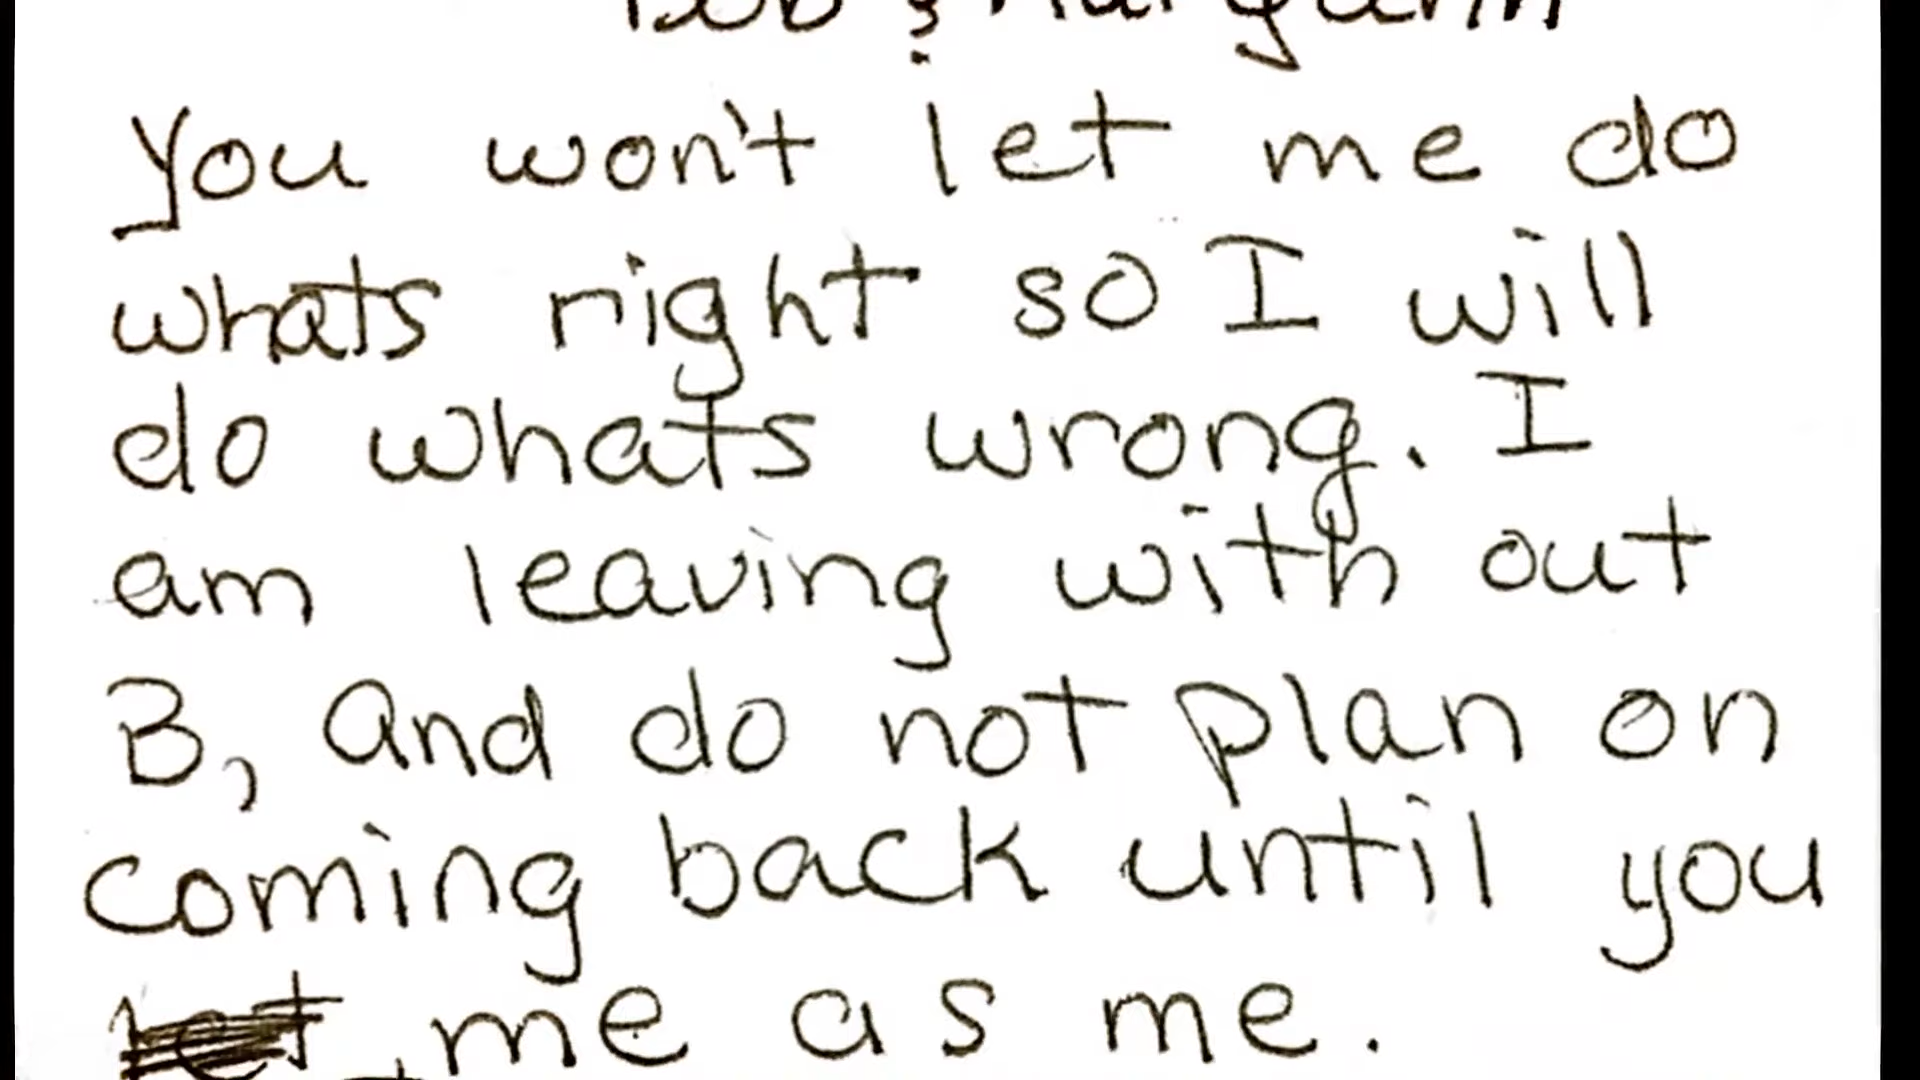 you won't let me do
whats right so I will
do whats wrong. I
am leaving with out
B, and do not plan on
coming back until you
me as me.